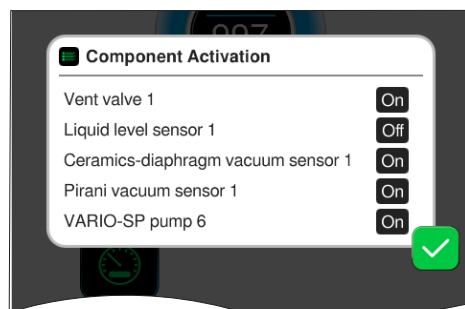 Component Activation
Vent valve 1 On
Liquid level sensor 1 Off
Ceramics-diaphragm vacuum sensor 1 On
Pirani vacuum sensor 1 On
VARIO-SP pump 6 On